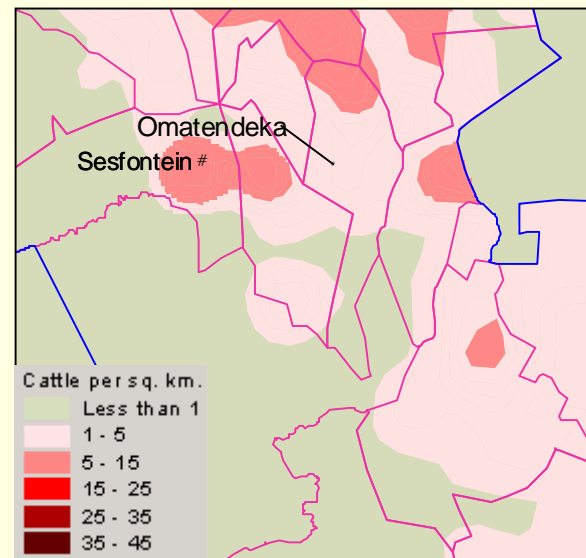 Omatendeka
Sesfontein #
Cattle per sq. km.
Less than 1
1 - 5
5 - 15
15 - 25
25 - 35
35 - 45